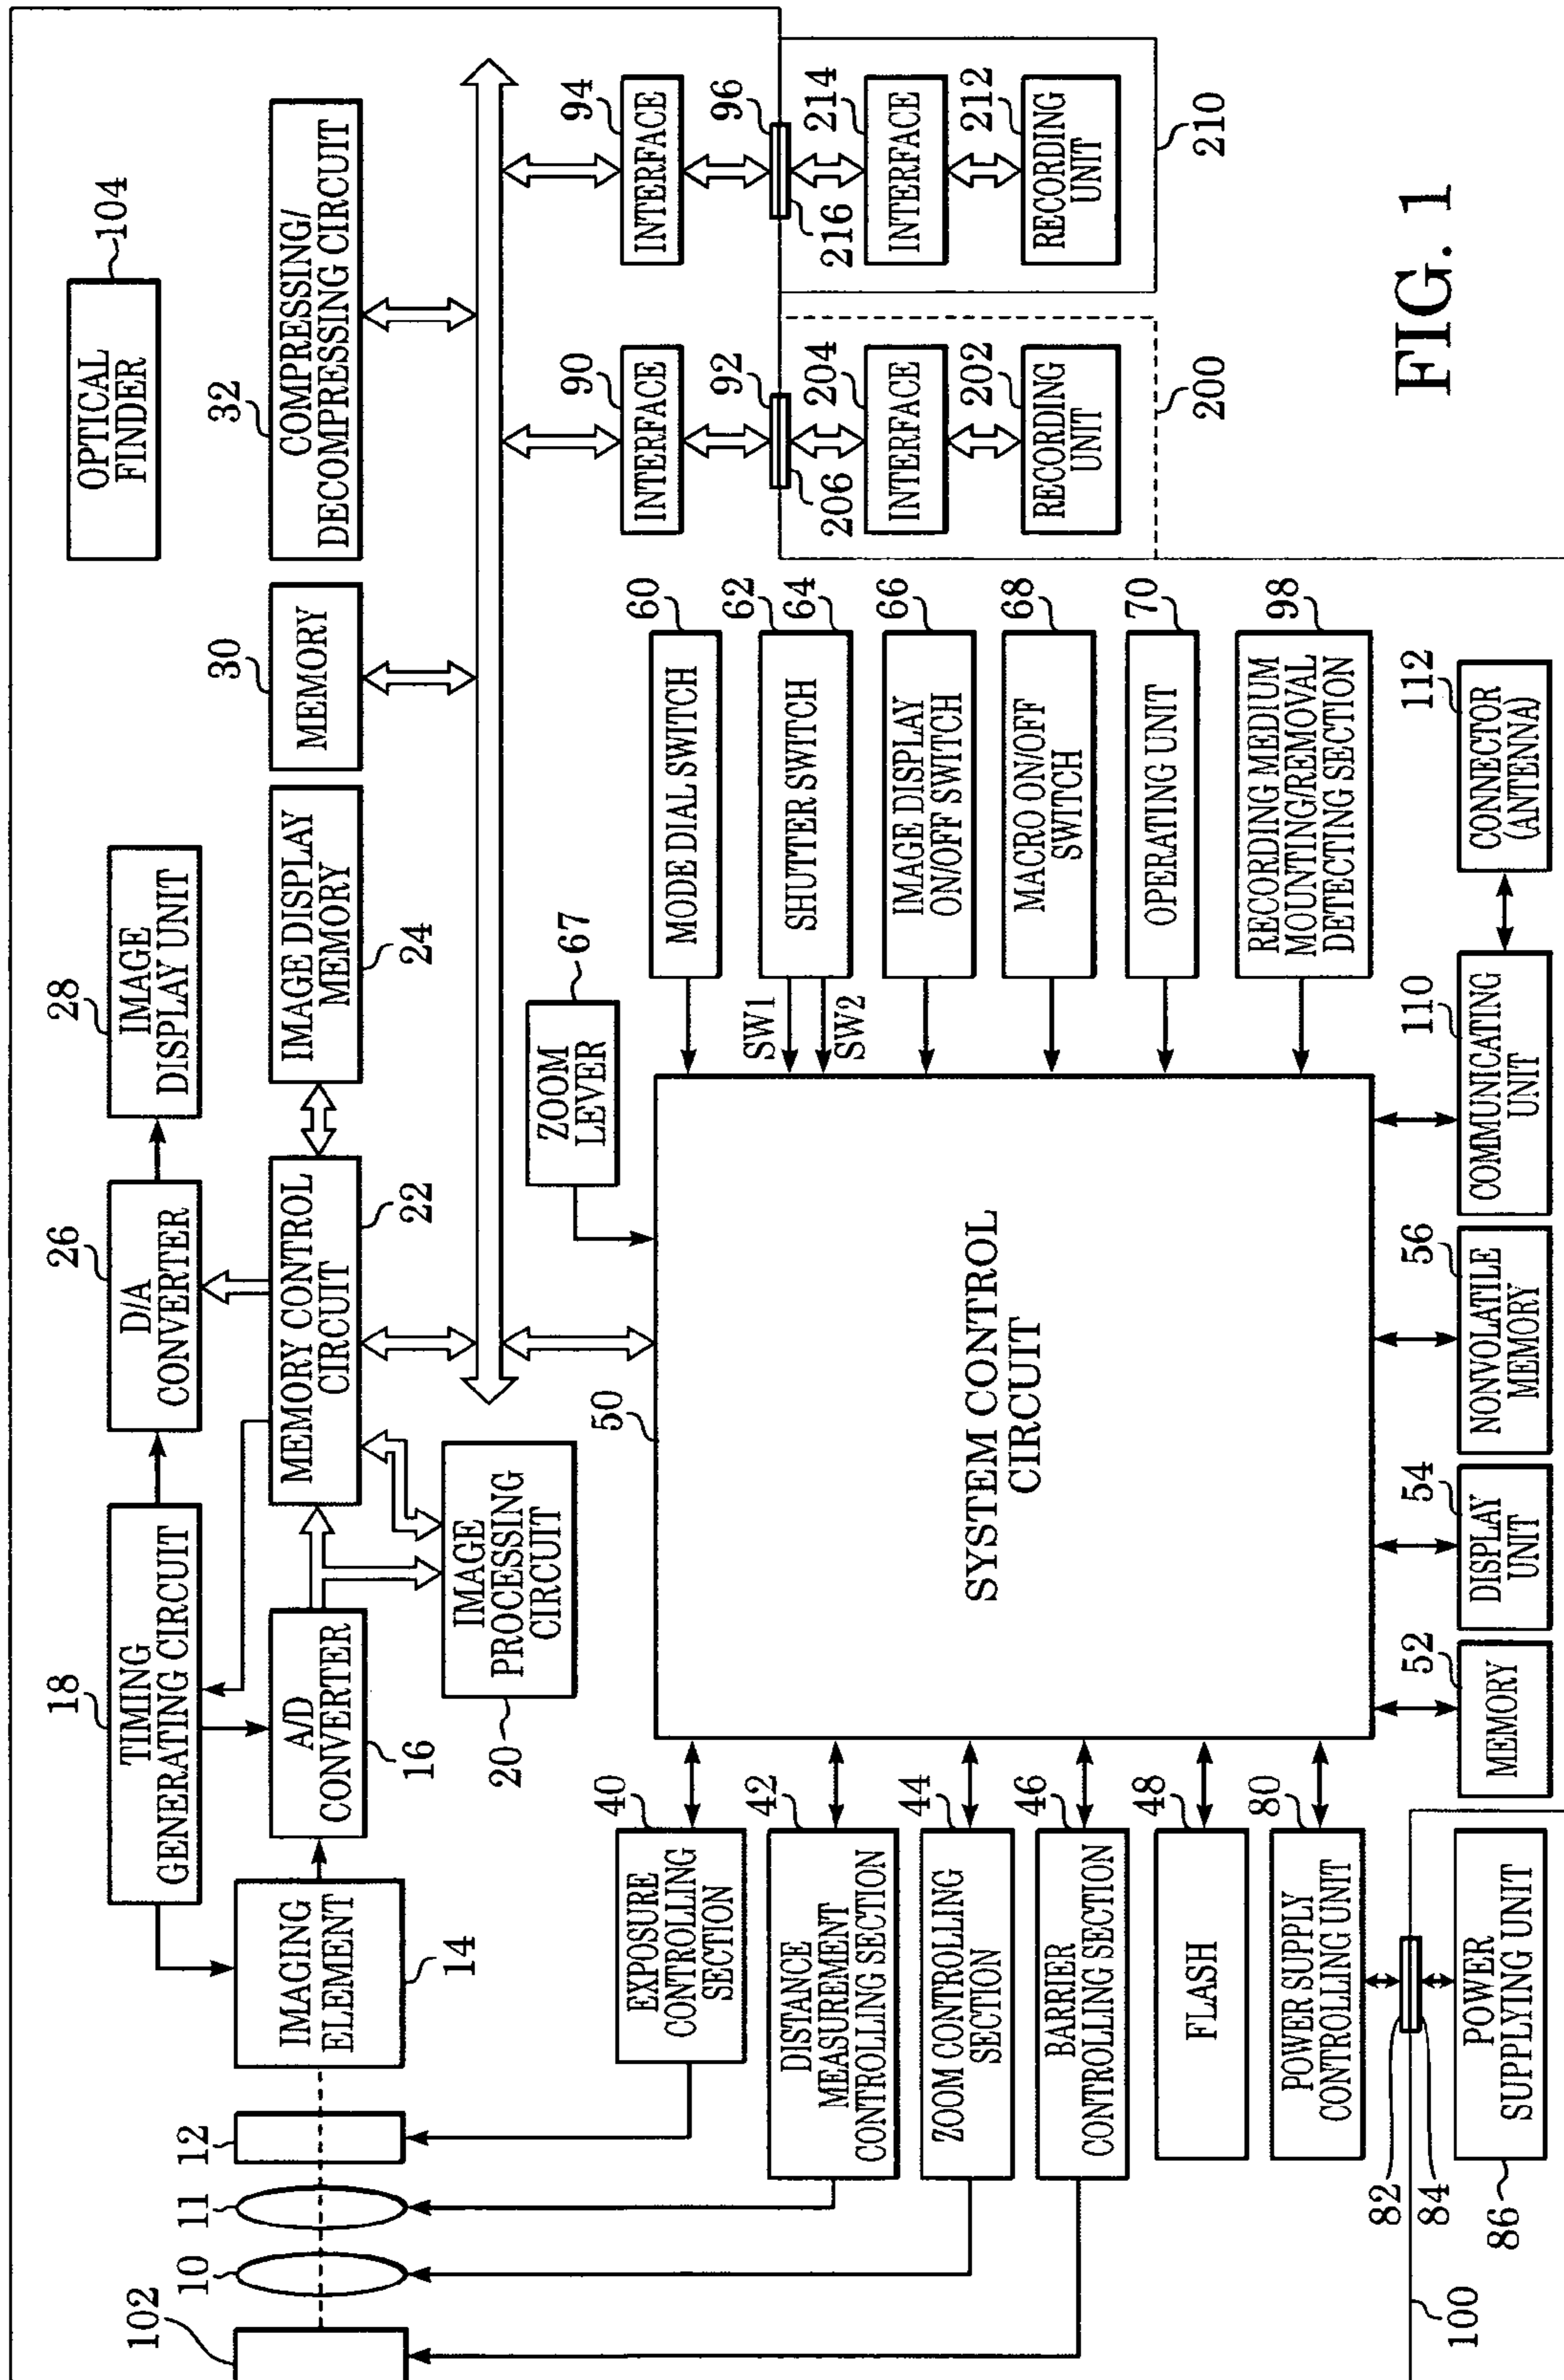 102
10
11
12
IMAGING
ELEMENT
14
18
TIMING
GENERATING CIRCUIT
A/D
CONVERTER
16
IMAGE
PROCESSING
CIRCUIT
20
26
D/A
CONVERTER
MEMORY CONTROL
CIRCUIT
22
28
IMAGE
DISPLAY UNIT
IMAGE DISPLAY
MEMORY
24
30
MEMORY
32
COMPRESSING/
DECOMPRESSING CIRCUIT
OPTICAL
FINDER
104
40
EXPOSURE
CONTROLLING
SECTION
42
DISTANCE
MEASUREMENT
CONTROLLING SECTION
44
ZOOM CONTROLLING
SECTION
46
BARRIER
CONTROLLING SECTION
48
FLASH
80
POWER SUPPLY
CONTROLLING UNIT
82
84
POWER
SUPPLYING UNIT
86
100
50
SYSTEM CONTROL
CIRCUIT
ZOOM
LEVER
67
60
MODE DIAL SWITCH
62
64
SHUTTER SWITCH
SW1
SW2
66
IMAGE DISPLAY
ON/OFF SWITCH
68
MACRO ON/OFF
SWITCH
70
OPERATING UNIT
98
RECORDING MEDIUM
MOUNTING/REMOVAL
DETECTING SECTION
52
MEMORY
54
DISPLAY
UNIT
56
NONVOLATILE
MEMORY
110
COMMUNICATING
UNIT
112
CONNECTOR
(ANTENNA)
90
INTERFACE
92
206
204
INTERFACE
202
RECORDING
UNIT
200
94
INTERFACE
96
216
214
INTERFACE
212
RECORDING
UNIT
210
FIG. 1